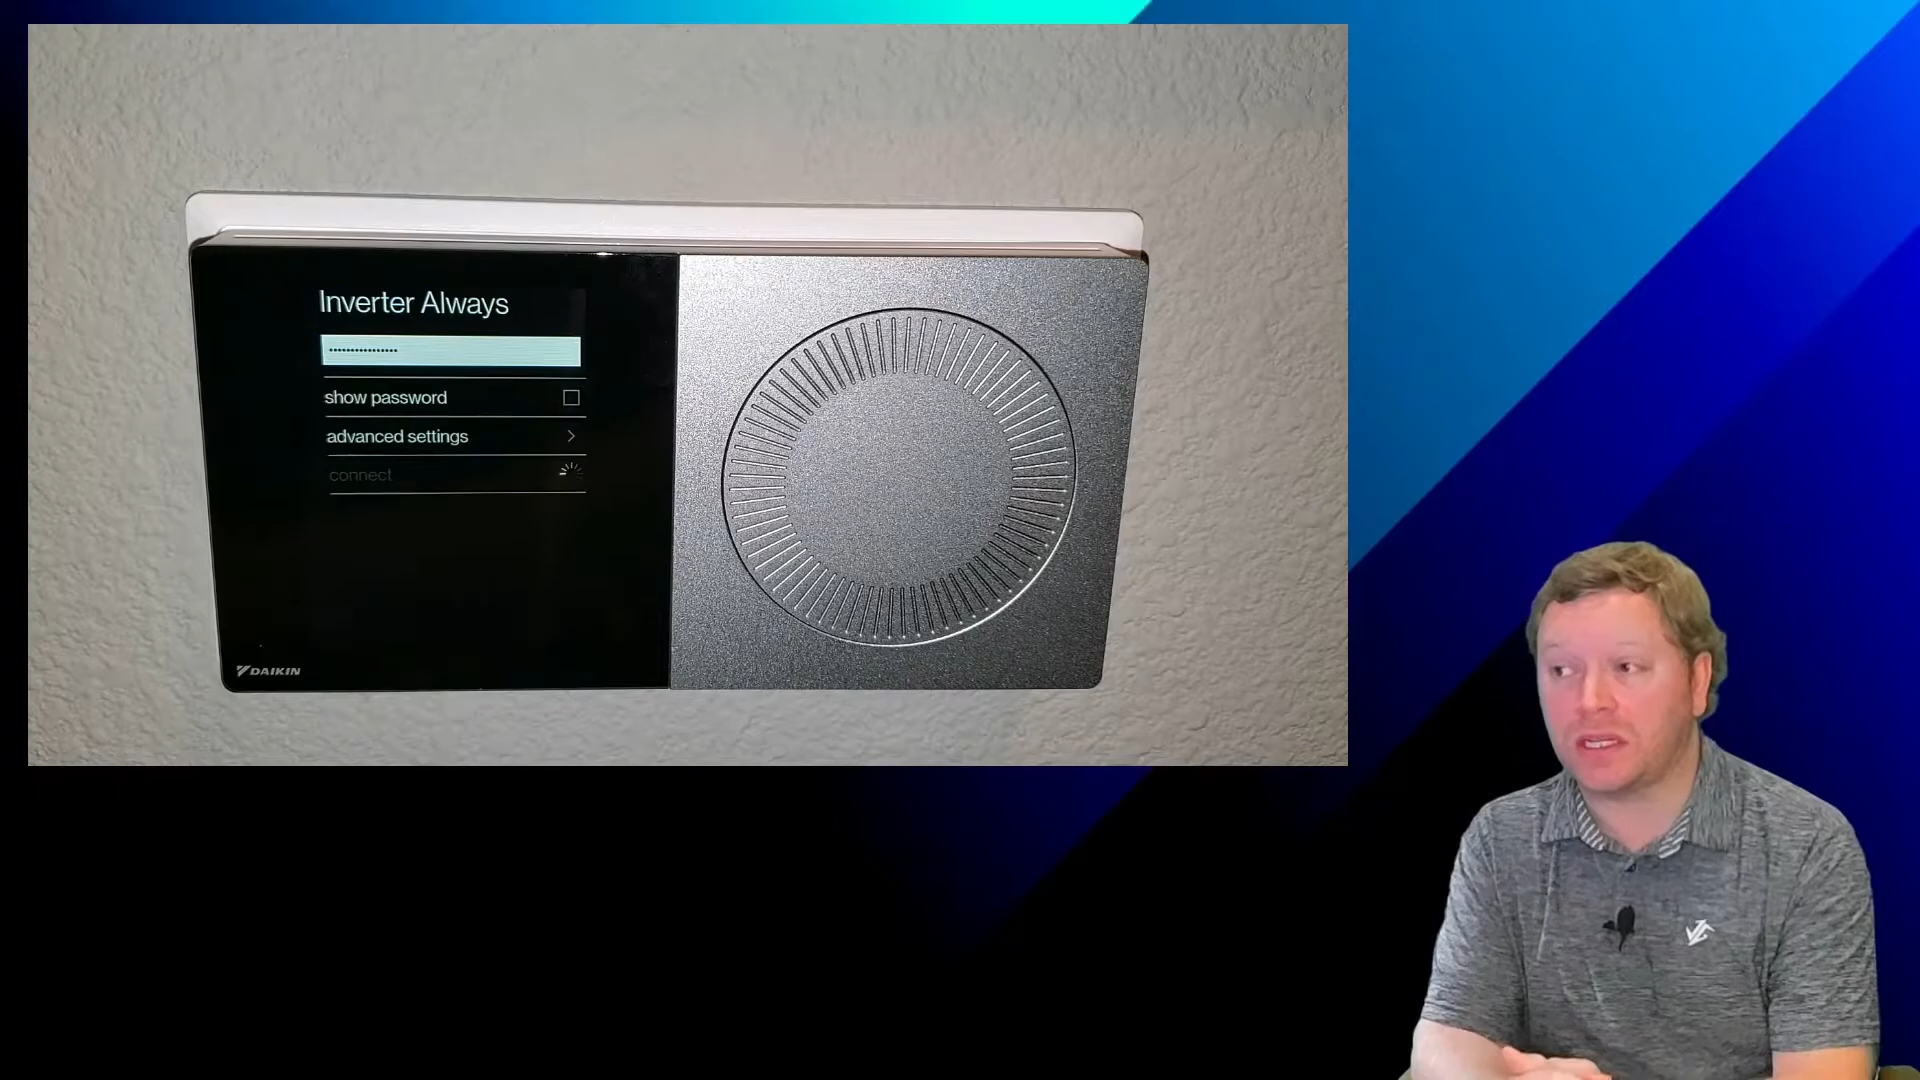 Inverter Always
••••••••••••••••
show password
advanced settings
connect
DAIKIN